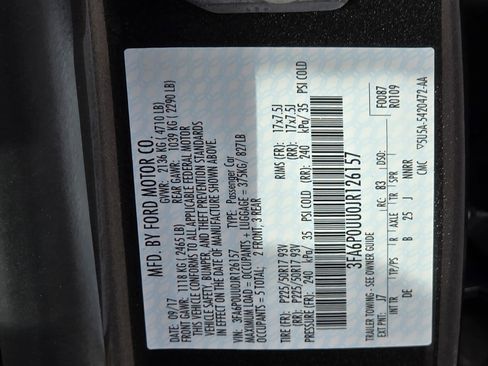 MFD. BY FORD MOTOR CO.
DATE: 09/17 GVWR: 2136 KG (4710 LB)
FRONT GAWR: 1118 KG (2465 LB) REAR GAWR: 1039 KG (2290 LB)
THIS VEHICLE CONFORMS TO ALL APPLICABLE FEDERAL MOTOR
VEHICLE SAFETY, BUMPER, AND THEFT PREVENTION STANDARDS
IN EFFECT ON THE DATE OF MANUFACTURE SHOWN ABOVE.
VIN: 3FA6P0UU0JR126157 TYPE: Passenger Car
MAXIMUM LOAD = OCCUPANTS + LUGGAGE = 375KG / 827LB
OCCUPANTS = 5 TOTAL: 2 FRONT, 3 REAR
TIRE (FR): P225/50R17 93V RIMS (FR): 17x7.5J
(RR): P225/50R17 93V (RR): 17x7.5J
PRESSURE (FR): 240 kPa/ 35 PSI COLD (RR): 240 kPa/ 35 PSI COLD
3FA6P0UU0JR126157
TRAILER TOWING - SEE OWNER GUIDE F0087
EXT PNT: J7 RC: 83 DSO: R0109
INT TR TP/PS R AXLE TR SPR
DE B 25 J NNRR
CMC 5U5A-5420472-AA